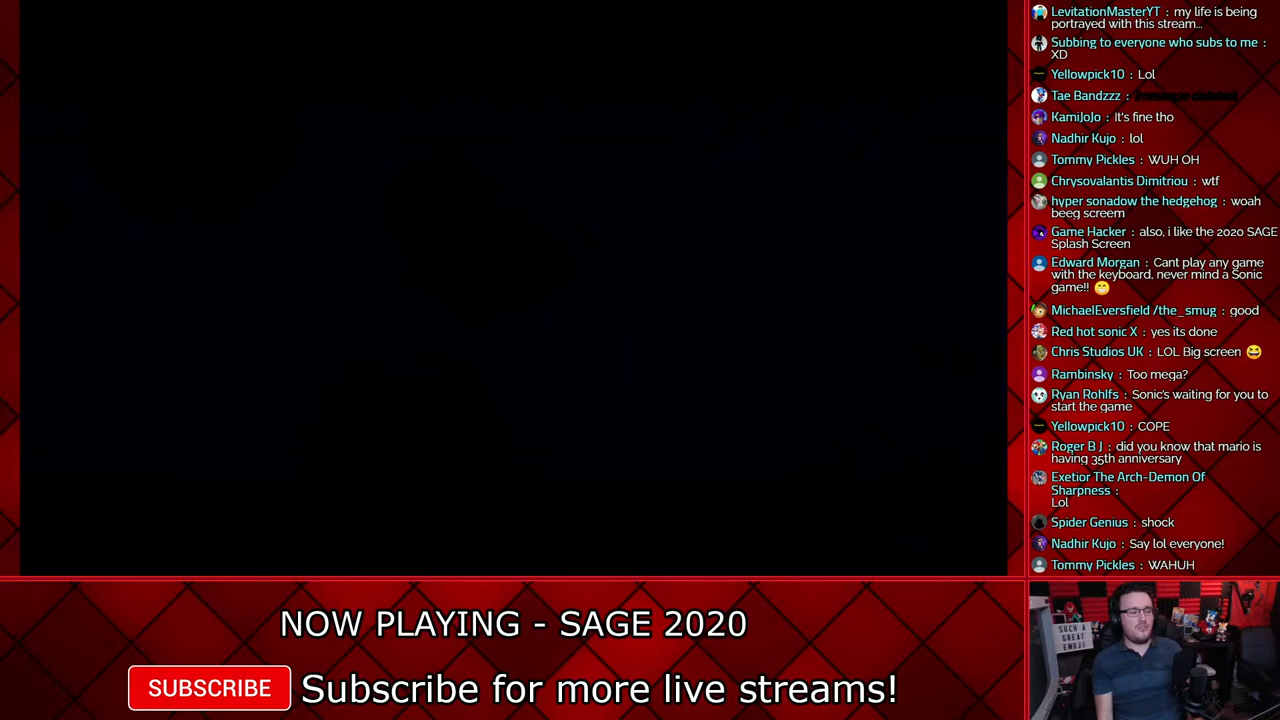 LevitationMasterYT : my life is being
portrayed with this stream...
Subbing to everyone who subs to me :
XD
Yellowpick10 : Lol
Tae Bandzzz : [message deleted]
KamiJoJo : It's fine tho
Nadhir Kujo : lol
Tommy Pickles : WUH OH
Chrysovalantis Dimitriou : wtf
hyper sonadow the hedgehog : woah
beeg screem
Game Hacker : also, i like the 2020 SAGE
Splash Screen
Edward Morgan : Cant play any game
with the keyboard, never mind a Sonic
game!! 😁
MichaelEversfield /the_smug : good
Red hot sonic X : yes its done
Chris Studios UK : LOL Big screen 😆
Rambinsky : Too mega?
Ryan Rohlfs : Sonic's waiting for you to
start the game
Yellowpick10 : COPE
Roger B J : did you know that mario is
having 35th anniversary
Exetior The Arch-Demon Of
Sharpness :
Lol
Spider Genius : shock
Nadhir Kujo : Say lol everyone!
Tommy Pickles : WAHUH
NOW PLAYING - SAGE 2020
SUBSCRIBE Subscribe for more live streams!
SUCH A
GREAT
EMOJI